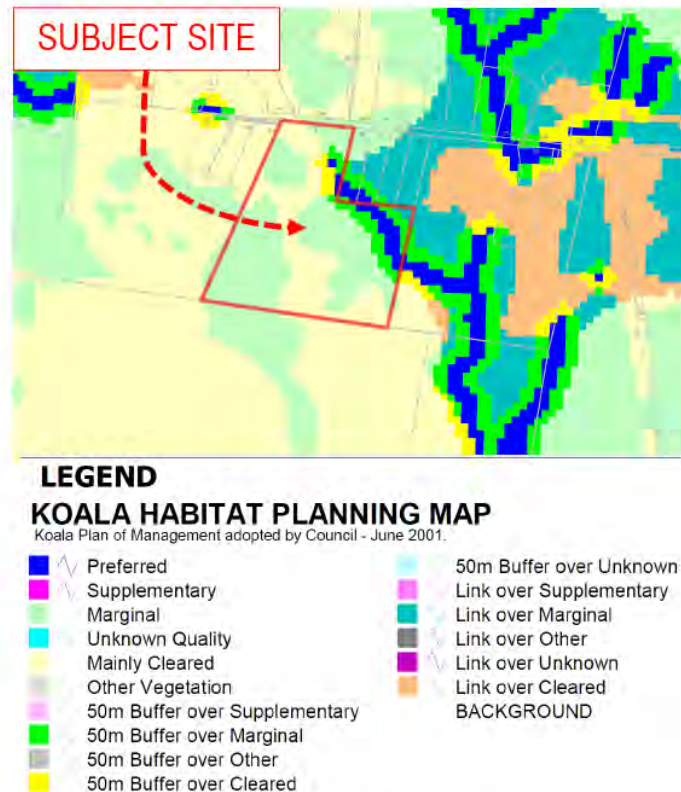 SUBJECT SITE
LEGEND
KOALA HABITAT PLANNING MAP
Koala Plan of Management adopted by Council - June 2001.
Preferred
Supplementary
Marginal
Unknown Quality
Mainly Cleared
Other Vegetation
50m Buffer over Supplementary
50m Buffer over Marginal
50m Buffer over Other
50m Buffer over Cleared
50m Buffer over Unknown
Link over Supplementary
Link over Marginal
Link over Other
Link over Unknown
Link over Cleared
BACKGROUND